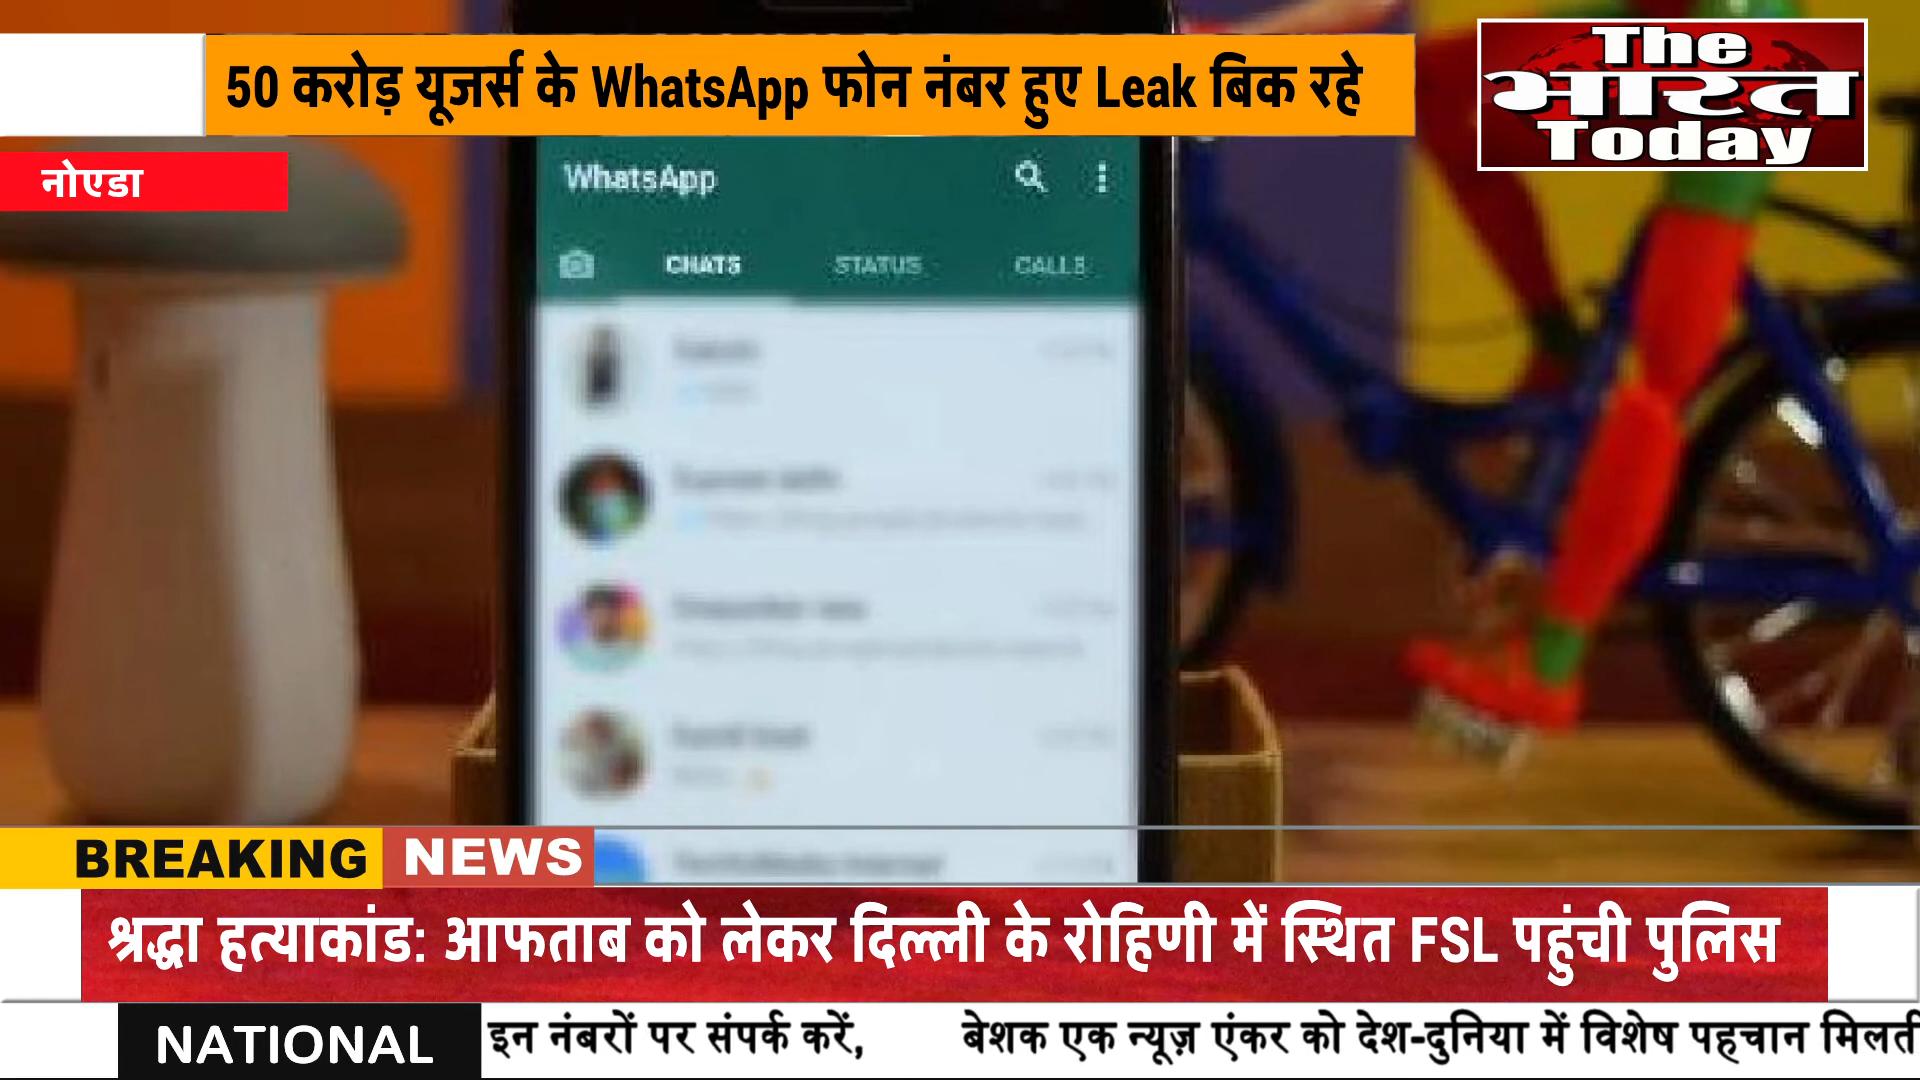 50 करोड़ यूजर्स के WhatsApp फोन नंबर हुए Leak बिक रहे
The
भारत
Today
नोएडा
WhatsApp
CHATS STATUS CALLS
BREAKING NEWS
श्रद्धा हत्याकांड: आफताब को लेकर दिल्ली के रोहिणी में स्थित FSL पहुंची पुलिस
NATIONAL इन नंबरों पर संपर्क करें, बेशक एक न्यूज़ एंकर को देश-दुनिया में विशेष पहचान मिलती